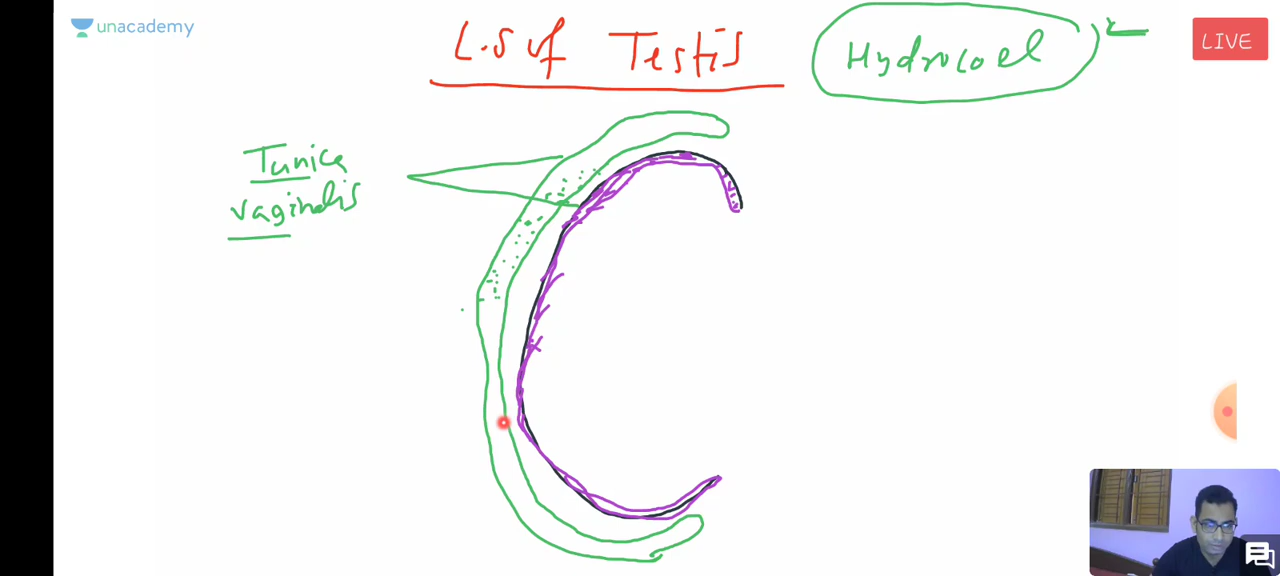 unacademy
L.S of Testis
Hydrocoel
LIVE
Tunica
vaginalis